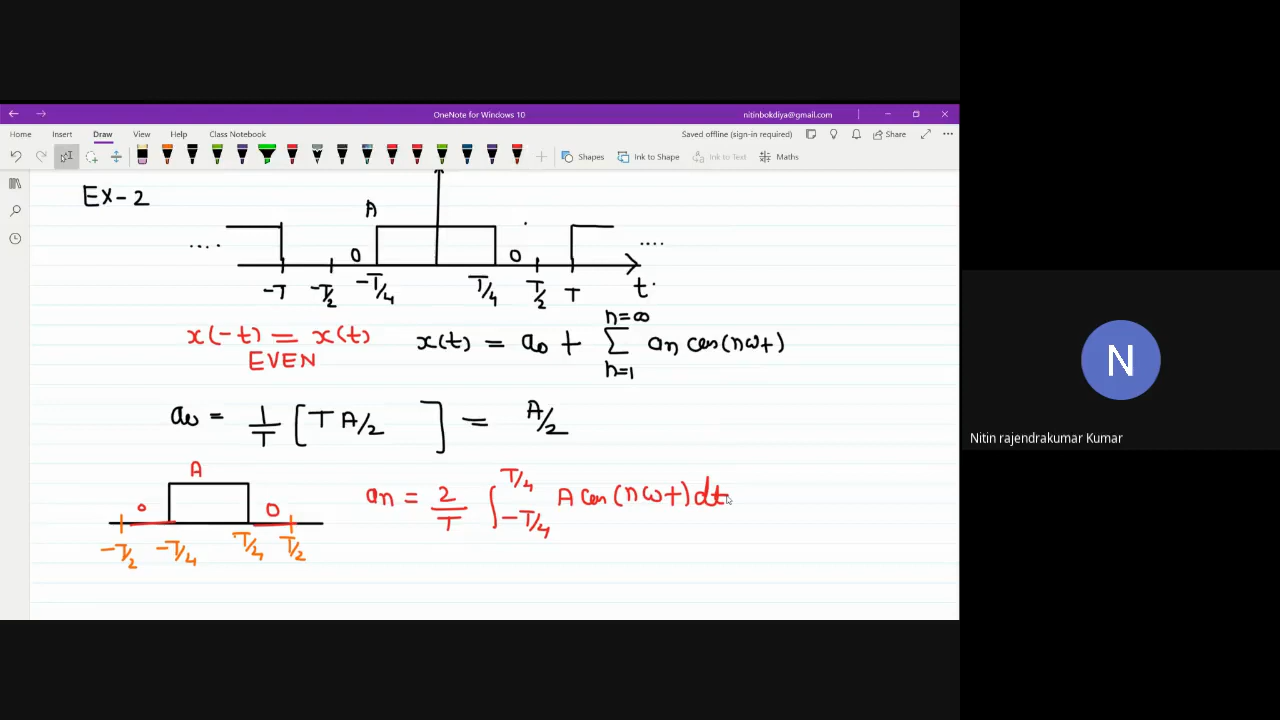 OneNote for Windows 10
nitinbokdiya@gmail.com
Home Insert Draw View Help Class Notebook
Saved offline (sign-in required)
Share
Shapes
Ink to Shape
Ink to Text
Maths
EX-2
A
....
0
0
....
-T -T/2 -T/4 T/4 T/2 T t
x(-t) = x(t)
EVEN
x(t) = a0 + ∑ n=1 n=∞ an cos(nωt)
a0 = 1/T [TA/2] = A/2
A
0
0
-T/2 -T/4 T/4 T/2
an = 2/T ∫ -T/4 T/4 A cos(nωt)dt
N
Nitin rajendrakumar Kumar